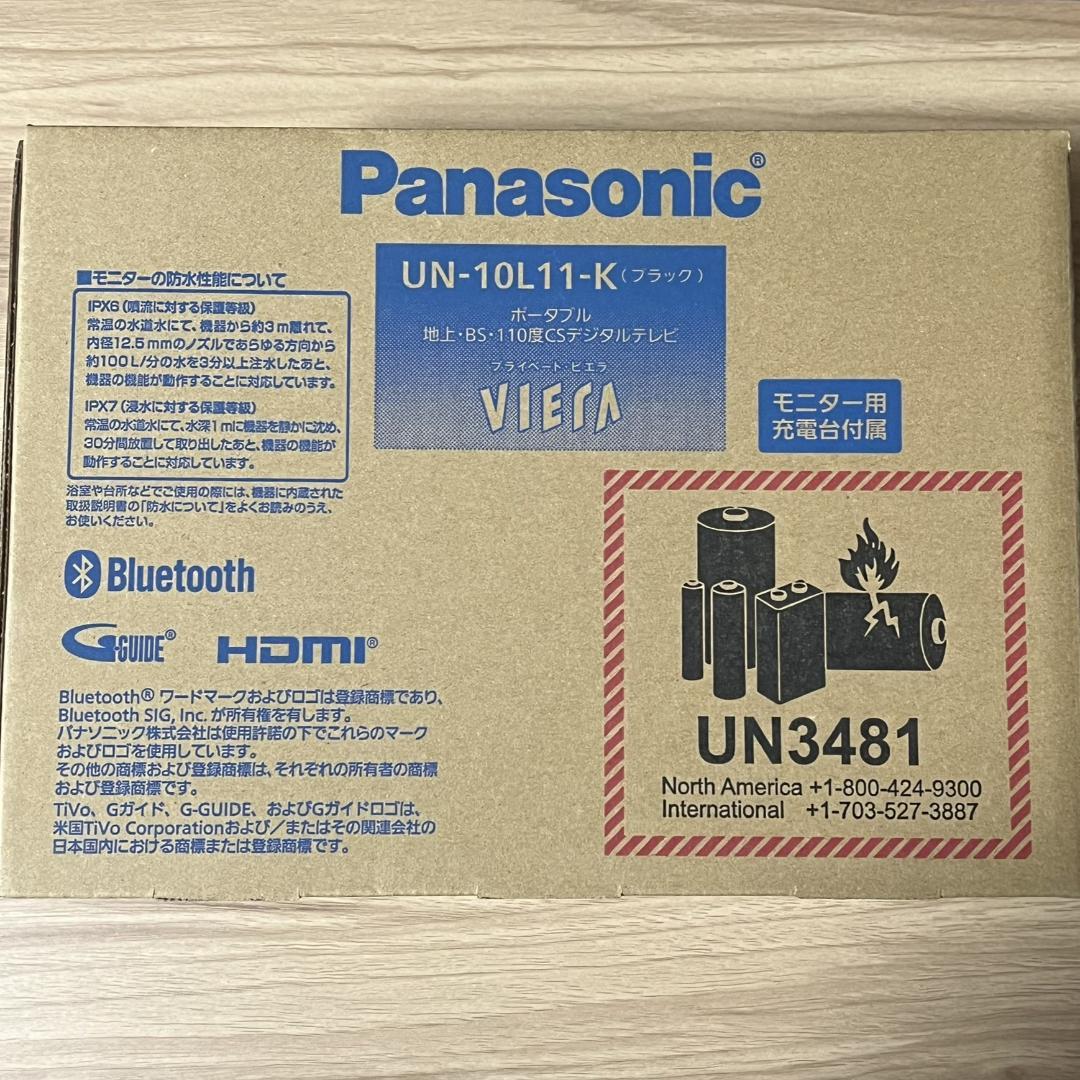 Panasonic®
UN-10L11-K(ブラック)
ポータブル
地上・BS・110度CSデジタルテレビ
プライベート・ビエラ
VIERA
■モニターの防水性能について
IPX6(噴流に対する保護等級)
常温の水道水にて、機器から約3m離れて、
内径12.5mmのノズルであらゆる方向から
約100L/分の水を3分以上注水したあと、
機器の機能が動作することに対応しています。
IPX7(浸水に対する保護等級)
常温の水道水にて、水深1mに機器を静かに沈め、
30分間放置して取り出したあと、機器の機能が
動作することに対応しています。
浴室や台所などでご使用の際には、機器に内蔵された
取扱説明書の「防水について」をよくお読みのうえ、
お使いください。
モニター用
充電台付属
Bluetooth
G-GUIDE® HDMI®
Bluetooth® ワードマークおよびロゴは登録商標であり、
Bluetooth SIG, Inc. が所有権を有します。
パナソニック株式会社は使用許諾の下でこれらのマーク
およびロゴを使用しています。
その他の商標および登録商標は、それぞれの所有者の商標
および登録商標です。
TiVo、Gガイド、G-GUIDE、およびGガイドロゴは、
米国TiVo Corporationおよび/またはその関連会社の
日本国内における商標または登録商標です。
UN3481
North America +1-800-424-9300
International +1-703-527-3887